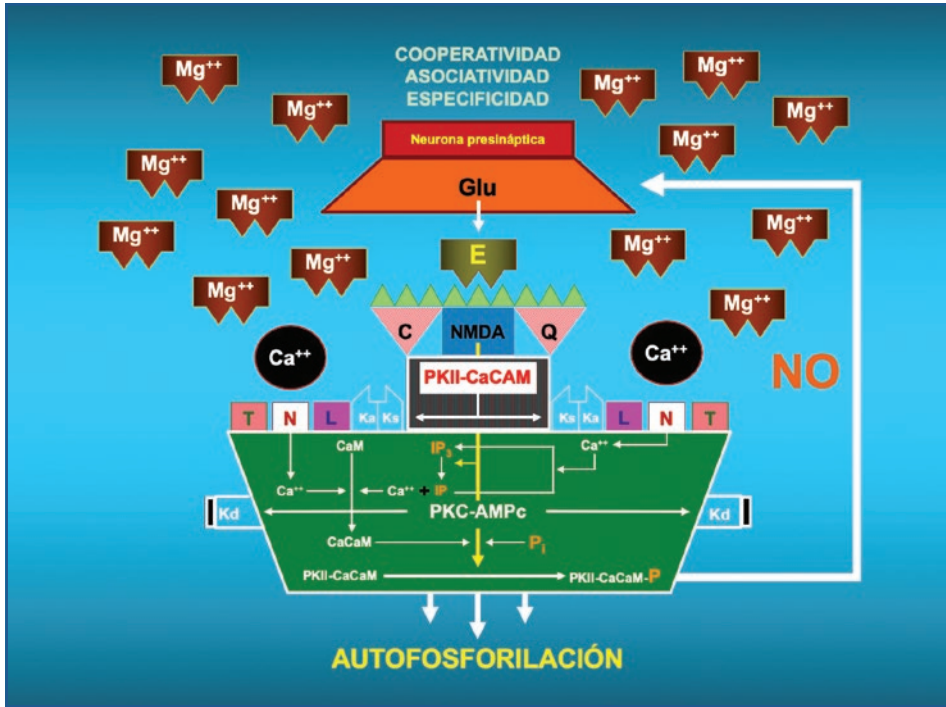 COOPERATIVIDAD
ASOCIATIVIDAD
ESPECIFICIDAD
Mg++
Mg++
Mg++
Mg++
Mg++
Mg++
Mg++
Mg++
Mg++
Mg++
Mg++
Mg++
Mg++
Mg++
Neurona presináptica
Glu
E
C
NMDA
Q
Ca++
Ca++
NO
PKII-CaCAM
T N L Ka Ks
Ks Ka L N T
CaM
IP3
Ca++
Ca++
Ca++ + IP
Kd
PKC-AMPc
Kd
CaCaM
Pi
PKII-CaCaM
PKII-CaCaM-P
AUTOFOSFORILACIÓN